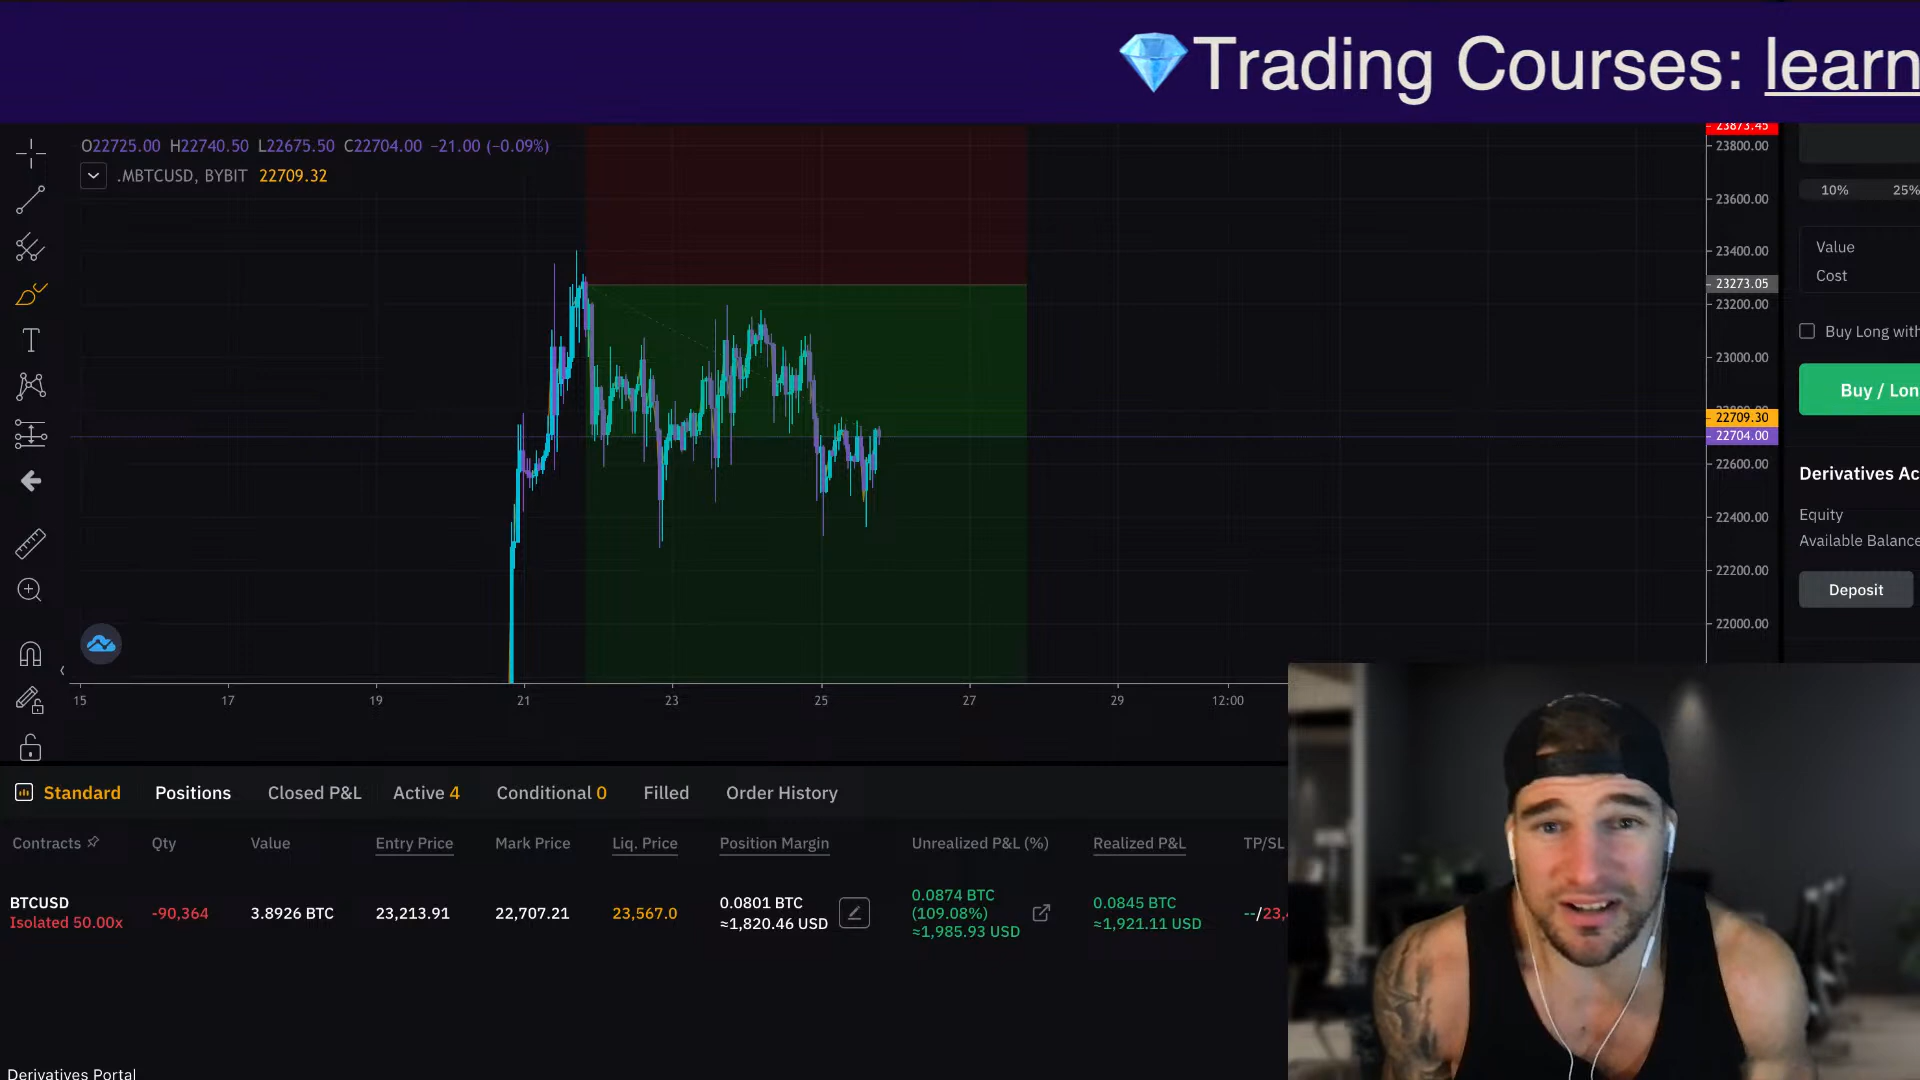 💎Trading Courses: learn
O22725.00 H22740.50 L22675.50 C22704.00 −21.00 (−0.09%)
.MBTCUSD, BYBIT 22709.32
23873.45
23800.00
23600.00
23400.00
23273.05
23200.00
23000.00
22709.30
22704.00
22600.00
22400.00
22200.00
22000.00
10% 25%
Value
Cost
Buy Long with
Buy / Lon
Derivatives Ac
Equity
Available Balance
Deposit
15 17 19 21 23 25 27 29 12:00
Standard Positions Closed P&L Active 4 Conditional 0 Filled Order History
Contracts Qty Value Entry Price Mark Price Liq. Price Position Margin Unrealized P&L (%) Realized P&L TP/SL
BTCUSD
Isolated 50.00x
-90,364 3.8926 BTC 23,213.91 22,707.21 23,567.0
0.0801 BTC
≈1,820.46 USD
0.0874 BTC
(109.08%)
≈1,985.93 USD
0.0845 BTC
≈1,921.11 USD
--/23,
Derivatives Portal